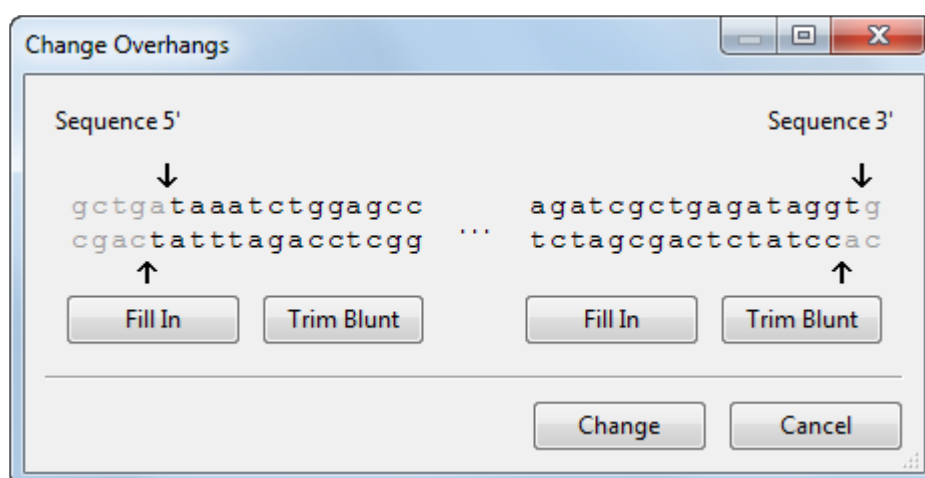 Change Overhangs
Sequence 5' Sequence 3'
gctgataaatctggagcc ... agatcgctgagataggtg
cgactatttagacctcgg tctagcgactctatccac
Fill In Trim Blunt Fill In Trim Blunt
Change Cancel